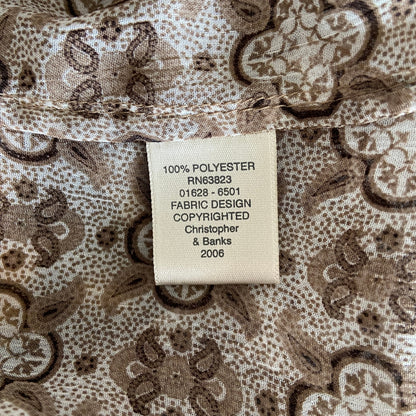 100% POLYESTER
RN63823
01628 - 6501
FABRIC DESIGN
COPYRIGHTED
Christopher
& Banks
2006